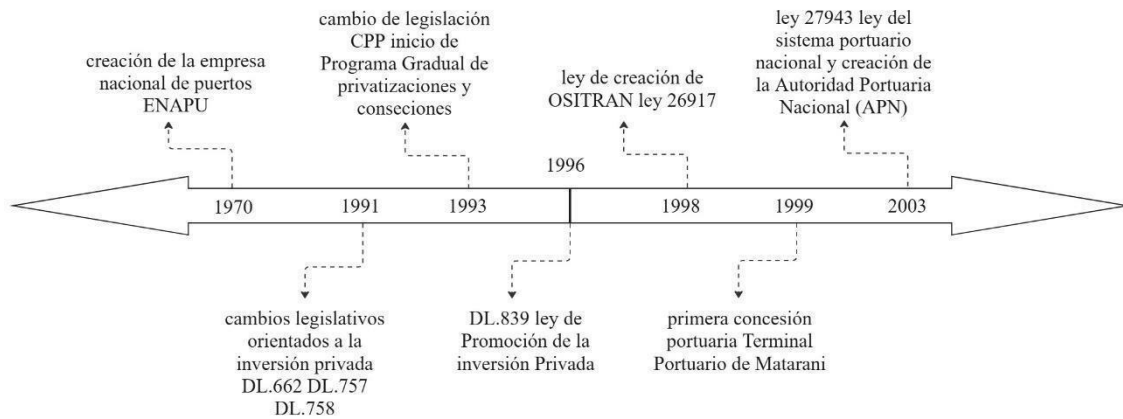 creación de la empresa
nacional de puertos
ENAPU
cambio de legislación
CPP inicio de
Programa Gradual de
privatizaciones y
conseciones
ley de creación de
OSITRAN ley 26917
ley 27943 ley del
sistema portuario
nacional y creación de
la Autoridad Portuaria
Nacional (APN)
1996
1970
1991
1993
1998
1999
2003
cambios legislativos
orientados a la
inversión privada
DL.662 DL.757
DL.758
DL.839 ley de
Promoción de la
inversión Privada
primera concesión
portuaria Terminal
Portuario de Matarani